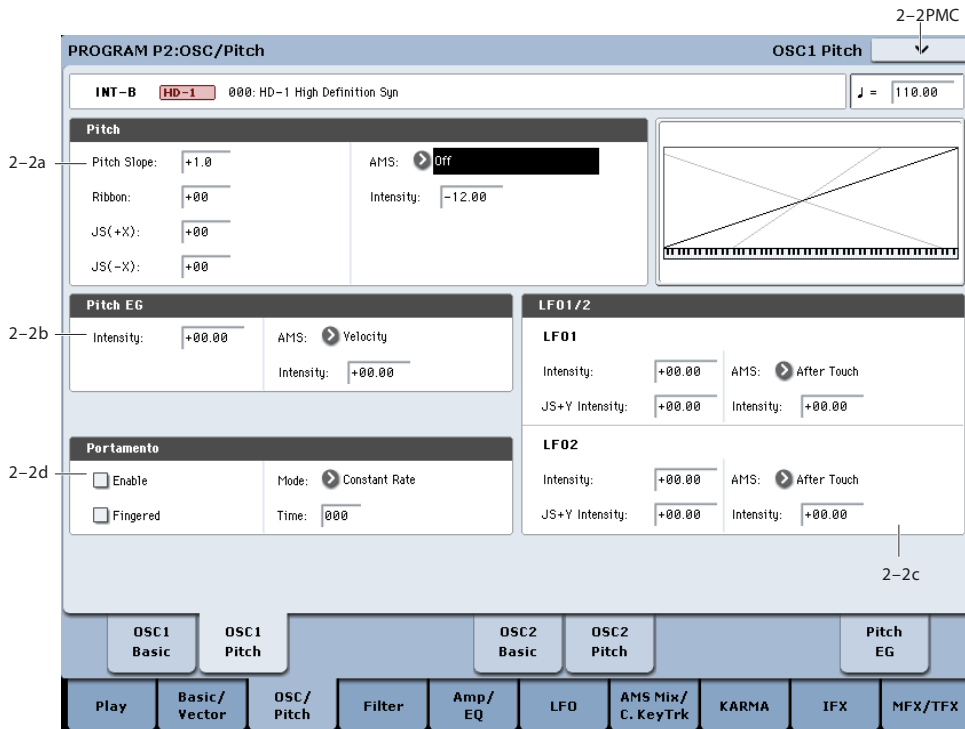 2-2PMC
PROGRAM P2:OSC/Pitch
OSC1 Pitch
INT-B
HD-1
000: HD-1 High Definition Syn
♩ = 110.00
Pitch
2-2a
Pitch Slope: +1.0
AMS: Off
Ribbon: +00
Intensity: -12.00
JS(+X): +00
JS(-X): +00
Pitch EG
2-2b
Intensity: +00.00
AMS: Velocity
Intensity: +00.00
LFO1/2
LFO1
Intensity: +00.00
AMS: After Touch
JS+Y Intensity: +00.00
Intensity: +00.00
Portamento
2-2d
Enable
Mode: Constant Rate
Fingered
Time: 000
LFO2
Intensity: +00.00
AMS: After Touch
JS+Y Intensity: +00.00
Intensity: +00.00
2-2c
OSC1
Basic
OSC1
Pitch
OSC2
Basic
OSC2
Pitch
Pitch
EG
Play
Basic/
Vector
OSC/
Pitch
Filter
Amp/
EQ
LFO
AMS Mix/
C. KeyTrk
KARMA
IFX
MFX/TFX